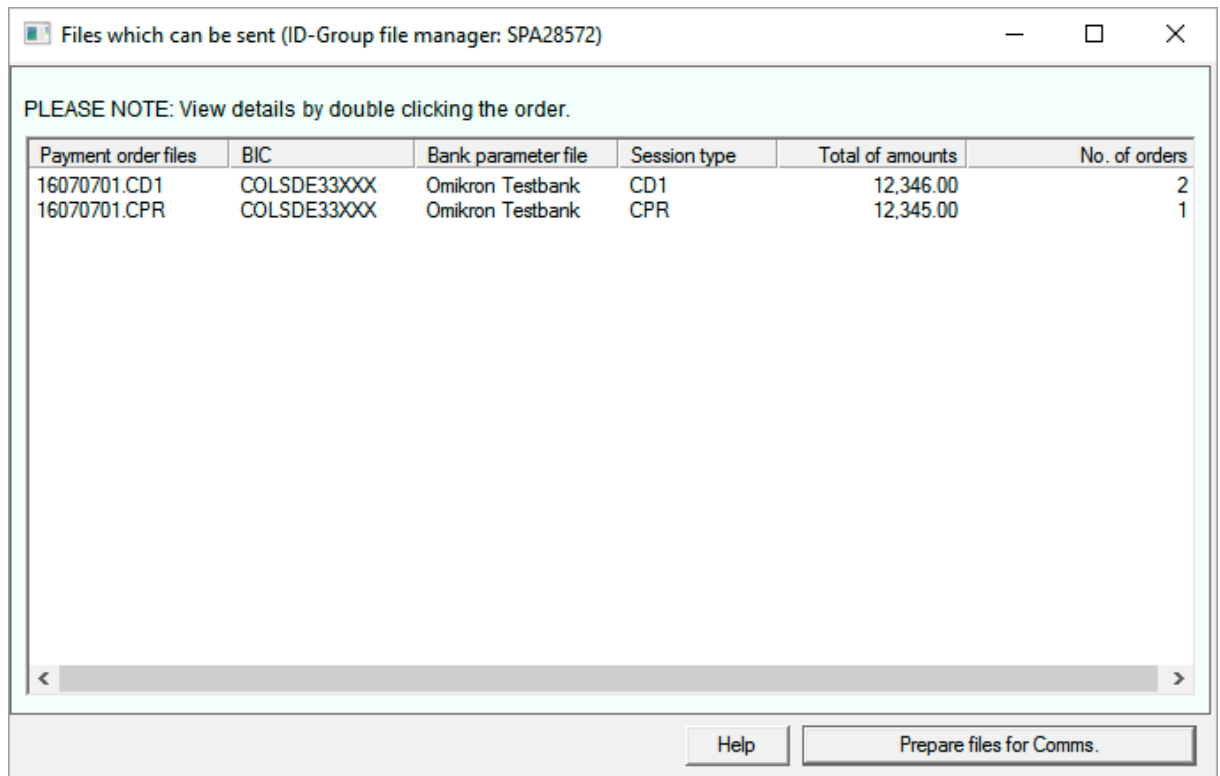 Files which can be sent (ID-Group file manager: SPA28572)
PLEASE NOTE: View details by double clicking the order.
Payment order files BIC Bank parameter file Session type Total of amounts No. of orders
16070701.CD1 COLSDE33XXX Omikron Testbank CD1 12,346.00 2
16070701.CPR COLSDE33XXX Omikron Testbank CPR 12,345.00 1
Help Prepare files for Comms.